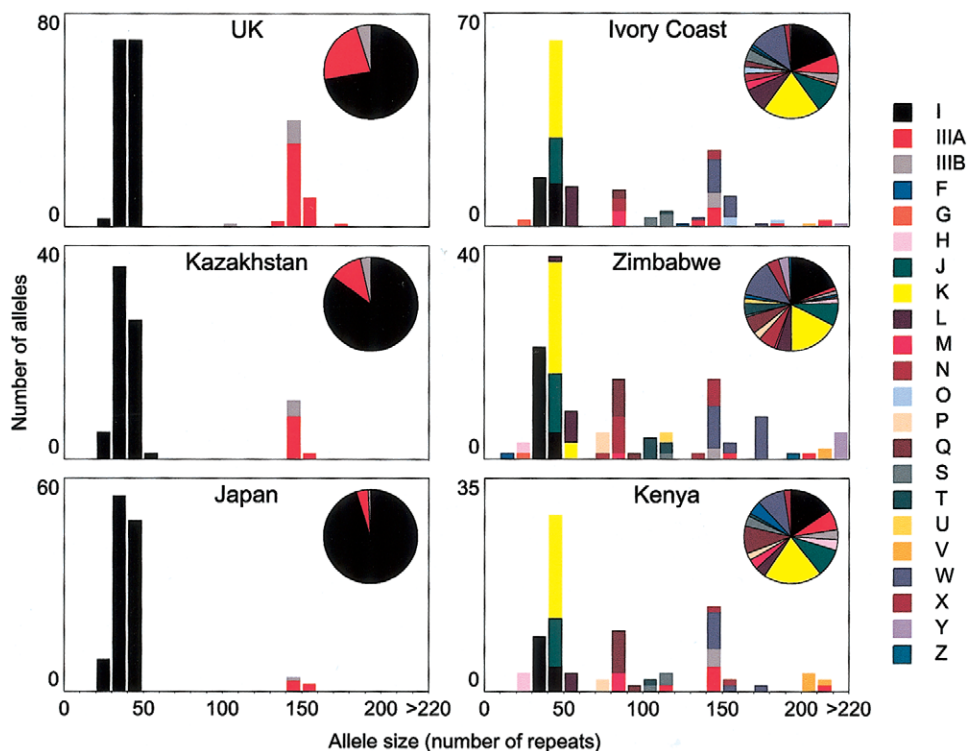 80
UK
0
70
Ivory Coast
0
40
Kazakhstan
0
40
Zimbabwe
0
60
Japan
0
35
Kenya
0
Number of alleles
0 50 100 150 200 >220
0 50 100 150 200 >220
Allele size (number of repeats)
I
IIIA
IIIB
F
G
H
J
K
L
M
N
O
P
Q
S
T
U
V
W
X
Y
Z